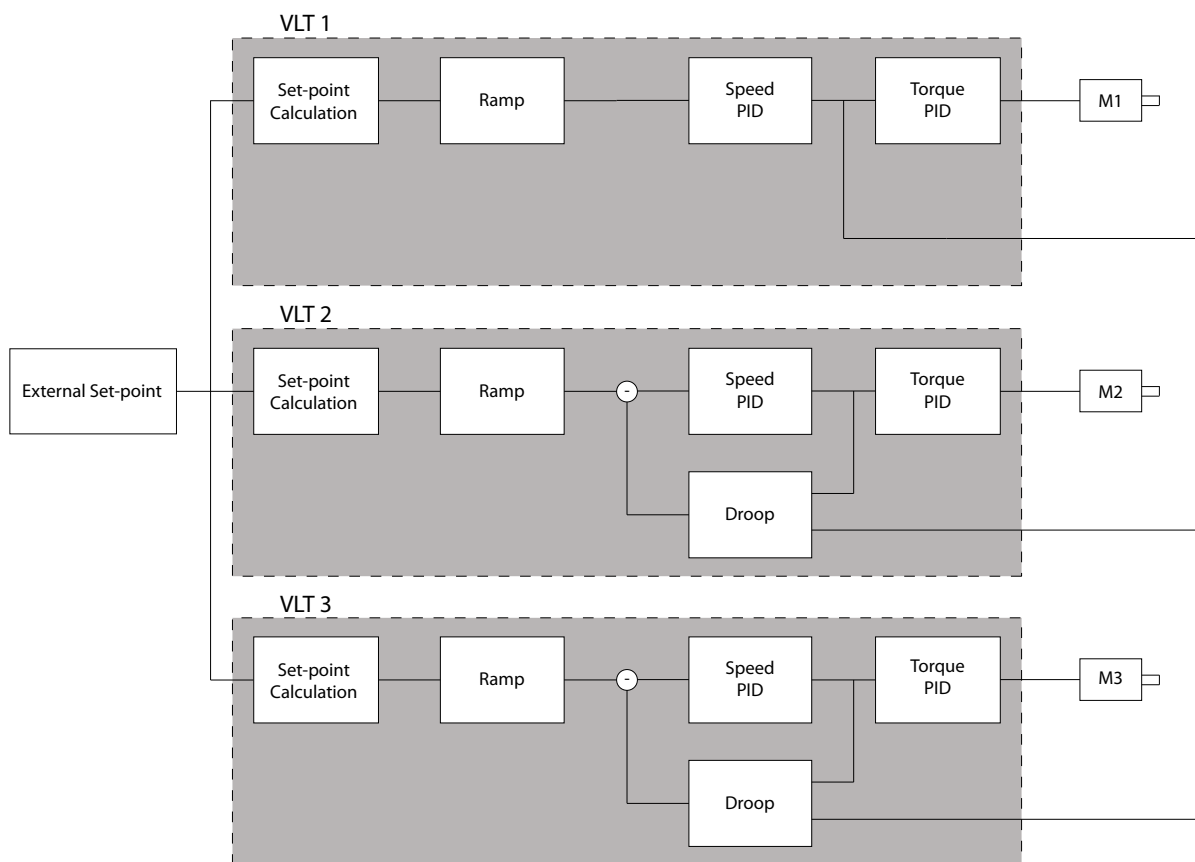 VLT 1
Set-point
Calculation
Ramp
Speed
PID
Torque
PID
M1
VLT 2
External Set-point
Set-point
Calculation
Ramp
-
Speed
PID
Torque
PID
M2
Droop
VLT 3
Set-point
Calculation
Ramp
-
Speed
PID
Torque
PID
M3
Droop